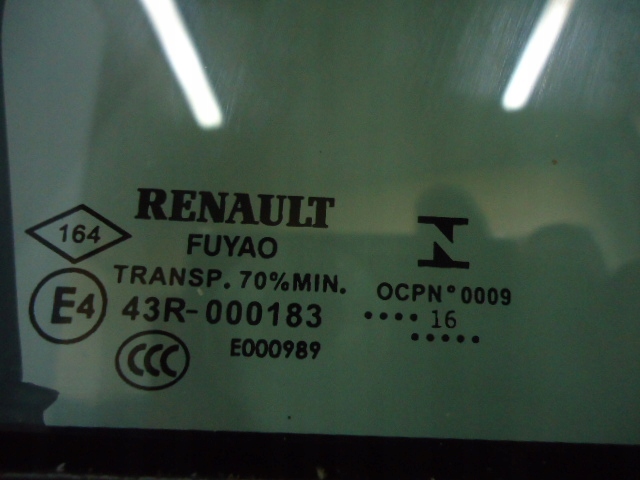 RENAULT
164
FUYAO
TRANSP. 70%MIN.
E4
43R-000183
CCC
E000989
OCPN°0009
•••• 16
•••••